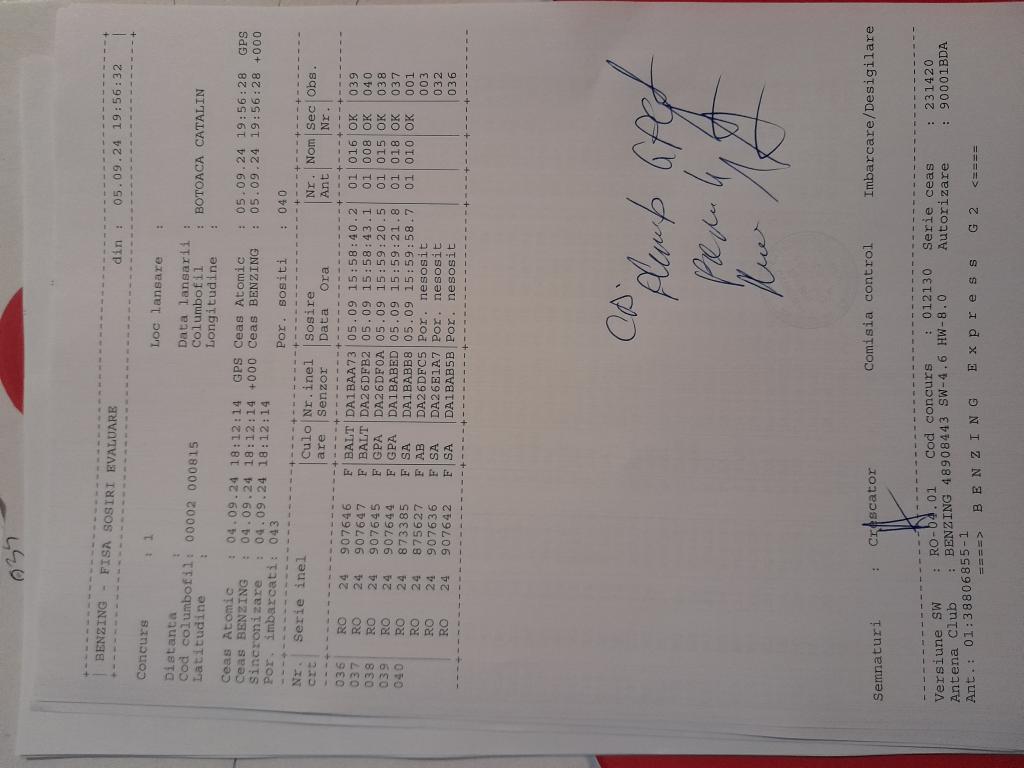 BENZING - FISA SOSIRI EVALUARE
din : 05.09.24 19:56:32
Concurs : 1 Loc lansare :
Distanta : Data lansarii :
Cod columbofil: 00002 000815 Columbofil : BOTOACA CATALIN
Latitudine : Longitudine :
Ceas Atomic : 04.09.24 18:12:14 GPS Ceas Atomic : 05.09.24 19:56:28 GPS
Ceas BENZING : 04.09.24 18:12:14 +000 Ceas BENZING : 05.09.24 19:56:28 +000
Sincronizare : 04.09.24 18:12:14
Por. imbarcati: 043 Por. sositi : 040
Nr. | Serie inel | Culo | Nr.inel | Sosire | Nr. | Nom | Sec | Obs.
crt | are | Senzor | Data Ora | Ant | Nr. |
036 | RO 24 907646 F | BALT | DA1BAA73 | 05.09 15:58:40.2 | 01 | 016 | OK | 039
037 | RO 24 907647 F | BALT | DA26DFB2 | 05.09 15:58:43.1 | 01 | 008 | OK | 040
038 | RO 24 907645 F | GPA | DA26DF0A | 05.09 15:59:20.5 | 01 | 015 | OK | 038
039 | RO 24 907644 F | GPA | DA1BABED | 05.09 15:59:21.8 | 01 | 018 | OK | 037
040 | RO 24 873385 F | SA | DA1BABB8 | 05.09 15:59:58.7 | 01 | 010 | OK | 001
RO 24 875627 F | AB | DA26DFC5 | Por. nesosit | 003
RO 24 907636 F | SA | DA26E1A7 | Por. nesosit | 032
RO 24 907642 F | SA | DA1BAB5B | Por. nesosit | 036
Semnaturi : Crescator Comisia control Imbarcare/Desigilare
Versiune SW : RO-04.01 Cod concurs : 012130 Serie ceas : 231420
Antena Club : BENZING 48908443 SW-4.6 HW-8.0 Autorizare : 90001BDA
Ant.: 01:38806855-1
====> B E N Z I N G E X p r e s s G 2 <====